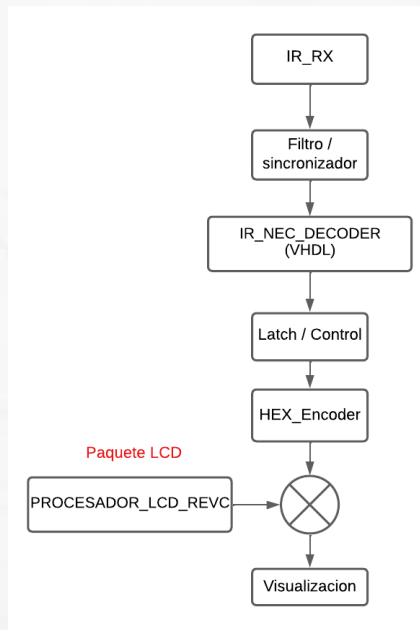 IR_RX
Filtro /
sincronizador
IR_NEC_DECODER
(VHDL)
Latch / Control
HEX_Encoder
Paquete LCD
PROCESADOR_LCD_REVC
Visualizacion